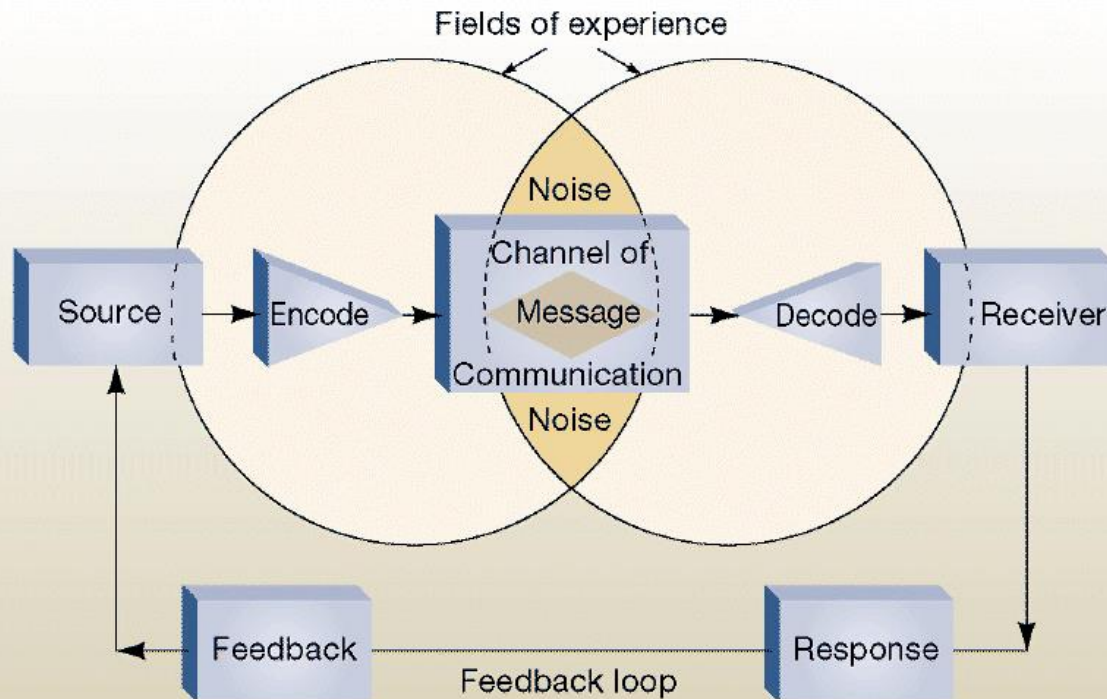 Fields of experience
Noise
Source
Encode
Channel of
Message
Communication
Decode
Receiver
Noise
Feedback
Feedback loop
Response